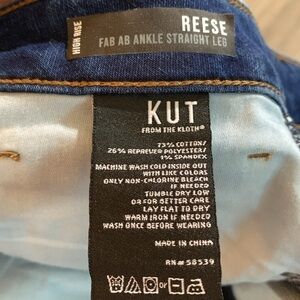 HIGH RISE
REESE
FAB AB ANKLE STRAIGHT LEG
KUT
FROM THE KLOTH®
73% COTTON/
26% REPREVE® POLYESTER/
1% SPANDEX
MACHINE WASH COLD INSIDE OUT
WITH LIKE COLORS
ONLY NON-CHLORINE BLEACH
IF NEEDED
TUMBLE DRY LOW
OR FOR BETTER CARE
LAY FLAT TO DRY
WARM IRON IF NEEDED
WASH ONCE BEFORE WEARING
MADE IN CHINA
RN# 58539
or